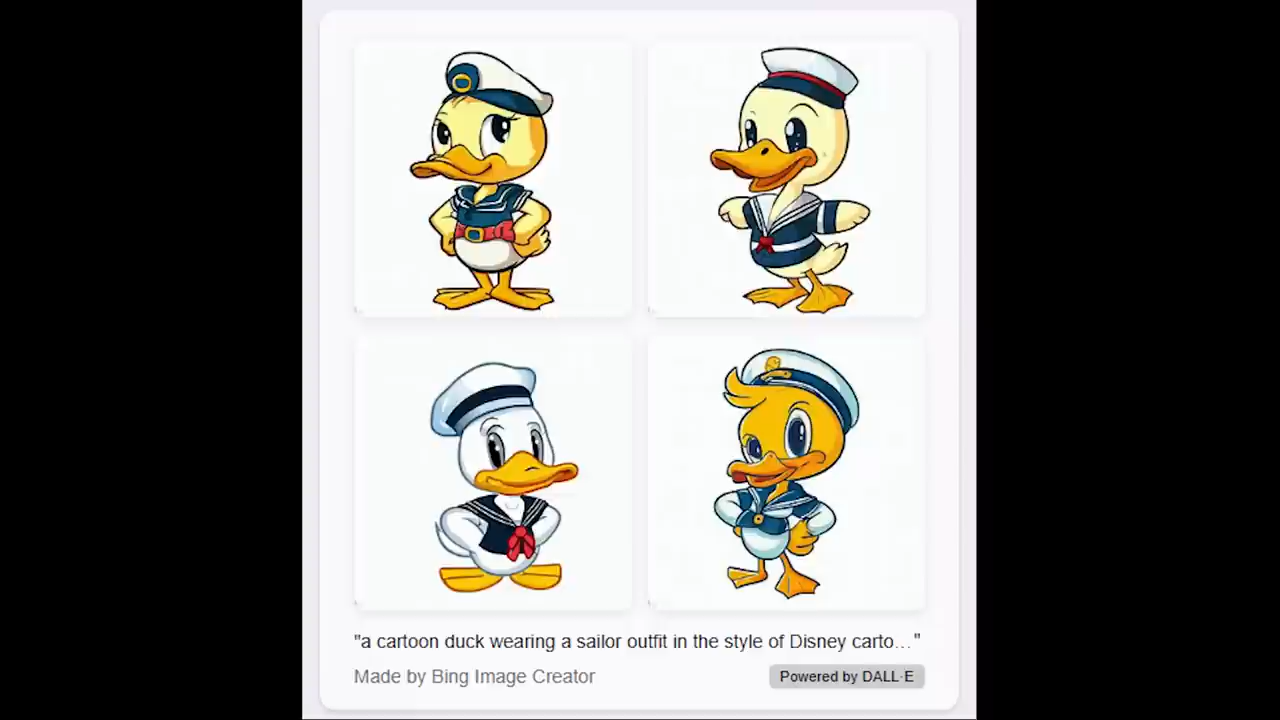 "a cartoon duck wearing a sailor outfit in the style of Disney carto..."
Made by Bing Image Creator
Powered by DALL·E